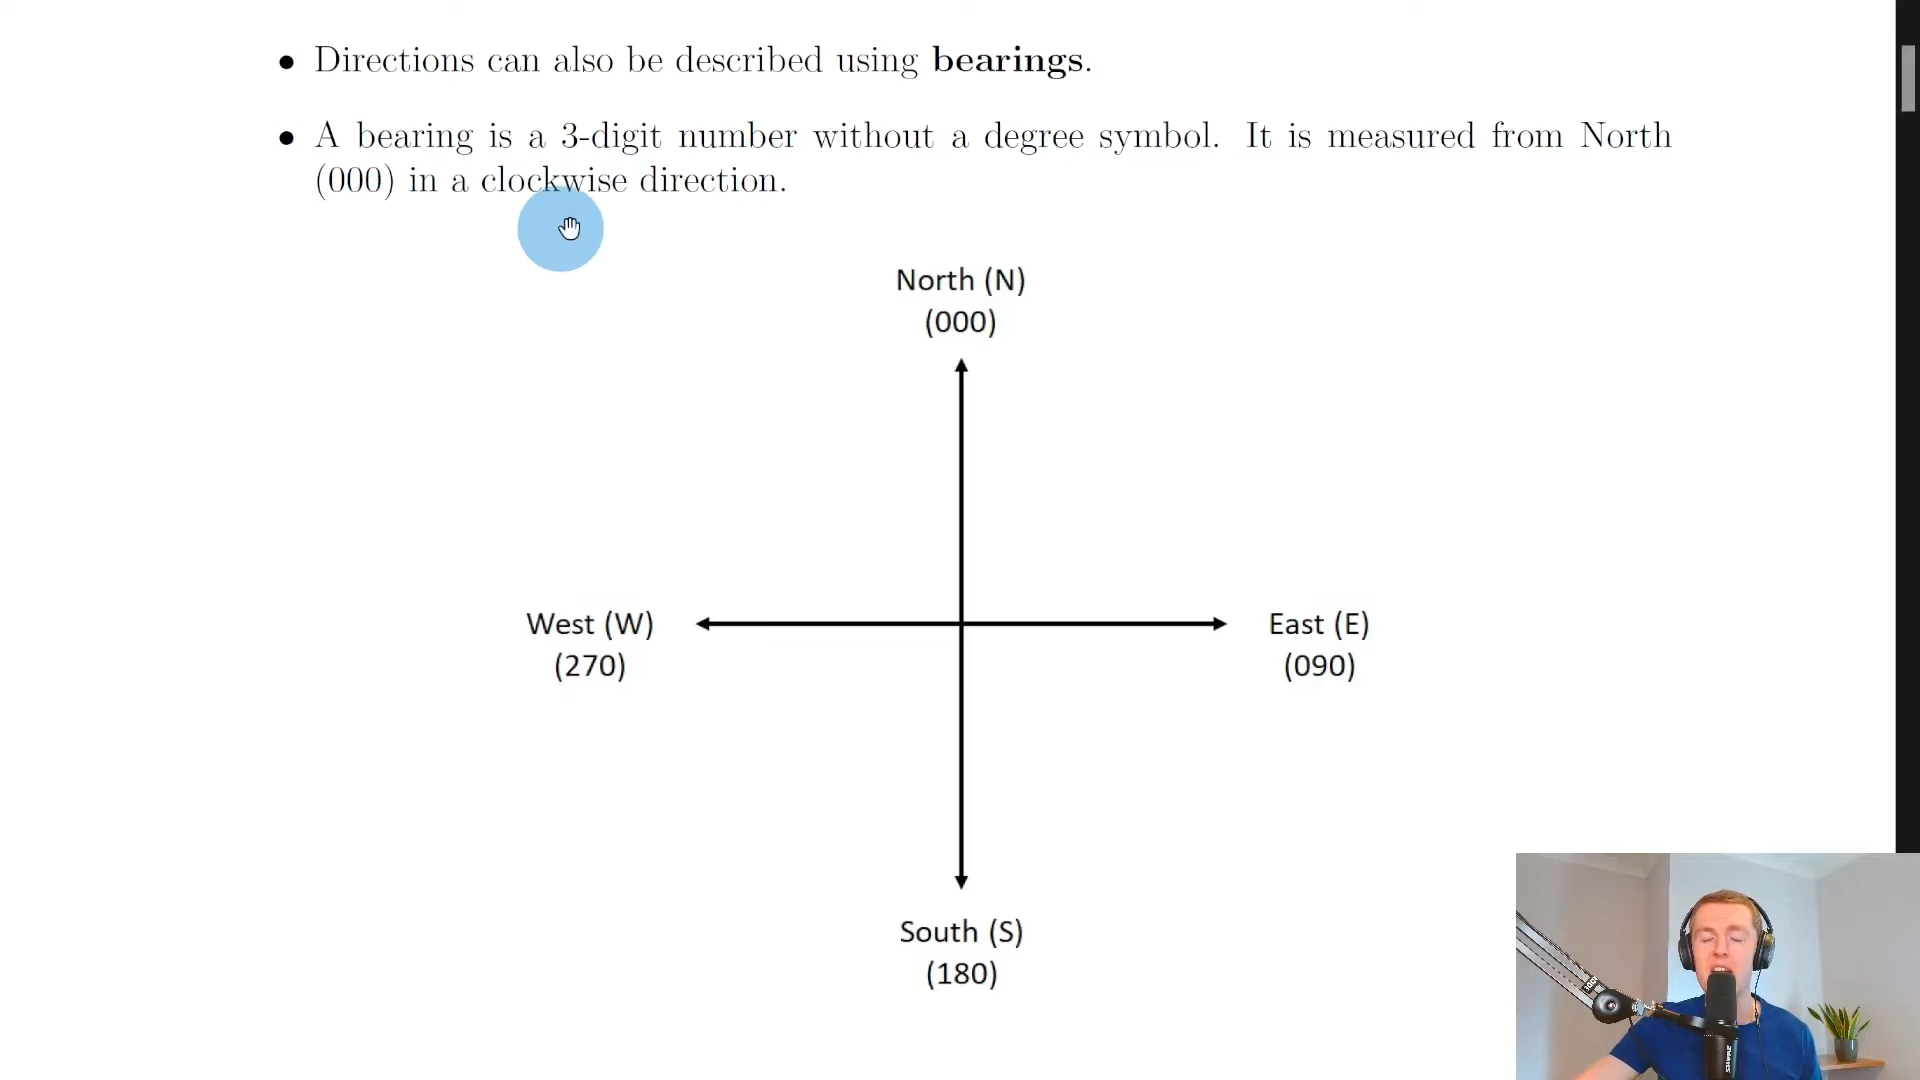 • Directions can also be described using bearings.
• A bearing is a 3-digit number without a degree symbol. It is measured from North
(000) in a clockwise direction.
North (N)
(000)
West (W)
(270)
East (E)
(090)
South (S)
(180)